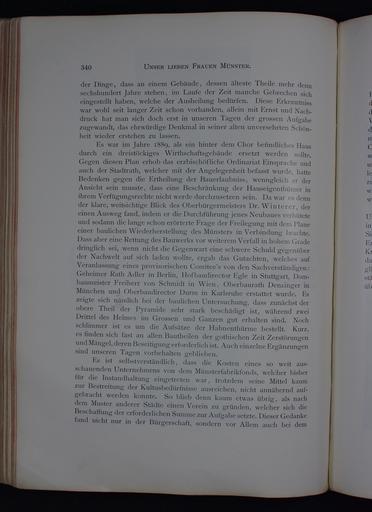 340 Unser lieben Frauen Münster.
der Dinge, dass an einem Gebäude, dessen älteste Theile mehr denn
sechshundert Jahre stehen, im Laufe der Zeit manche Gebrechen sich
eingestellt haben, welche der Ausheilung bedürfen. Diese Erkenntniss
war wohl seit langer Zeit schon vorhanden, allein mit Ernst und Nach-
druck hat man sich doch erst in unseren Tagen der grossen Aufgabe
zugewandt, das ehrwürdige Denkmal in seiner alten unversehrten Schön-
heit wieder erstehen zu lassen.
Es war im Jahre 1889, als ein hinter dem Chor befindliches Haus
durch ein dreistöckiges Wirthschaftsgebäude ersetzt werden sollte.
Gegen diesen Plan erhob das erzbischöfliche Ordinariat Einsprache und
auch der Stadtrath, welcher mit der Angelegenheit befasst wurde, hatte
Bedenken gegen die Ertheilung der Bauerlaubniss, wenngleich er der
Ansicht sein musste, dass eine Beschränkung der Hauseigenthümer in
ihrem Verfügungsrechte nicht werde durchzusetzen sein. Da war es denn
der klare, weitsichtige Blick des Oberbürgermeisters Dr. Winterer, der
einen Ausweg fand, indem er die Durchführung jenes Neubaues verhütete
und sodann die lange schon erörterte Frage der Freilegung mit dem Plane
einer baulichen Wiederherstellung des Münsters in Verbindung brachte.
Dass aber eine Rettung des Bauwerks vor weiterem Verfall in hohem Grade
dringlich sei, wenn nicht die Gegenwart eine schwere Schuld gegenüber
der Nachwelt auf sich laden wollte, ergab das Gutachten, welches auf
Veranlassung eines provisorischen Comites's von den Sachverständigen:
Geheimer Rath Adler in Berlin, Hofbaudirector Egle in Stuttgart, Dom-
baumeister Freiherr von Schmidt in Wien, Oberbaurath Denzinger in
München und Oberbaudirector Durm in Karlsruhe erstattet wurde. Es
zeigte sich nämlich bei der baulichen Untersuchung, dass zunächst der
obere Theil der Pyramide sehr stark beschädigt ist, während zwei
Drittel des Helmes im Grossen und Ganzen gut erhalten sind. Noch
schlimmer ist es um die Aufsätze der Hahnenthürme bestellt. Kurz,
es finden sich fast an allen Bautheilen der gothischen Zeit Zerstörungen
und Mängel, deren Beseitigung erforderlich ist. Auch einzelne Ergänzungen
sind unseren Tagen vorbehalten geblieben.
Es ist selbstverständlich, dass die Kosten eines so weit aus-
schauenden Unternehmens von dem Münsterfabrikfonds, welcher bisher
für die Instandhaltung eingetreten war, trotzdem seine Mittel kaum
zur Bestreitung der Kultusbedürfnisse ausreichen, nicht annähernd auf-
gebracht werden konnte. So blieb denn kaum etwas übrig, als nach
dem Muster anderer Städte einen Verein zu gründen, welcher sich die
Beschaffung der erforderlichen Summe zur Aufgabe setzte. Dieser Gedanke
fand nicht nur in der Bürgerschaft, sondern vor Allem auch bei dem